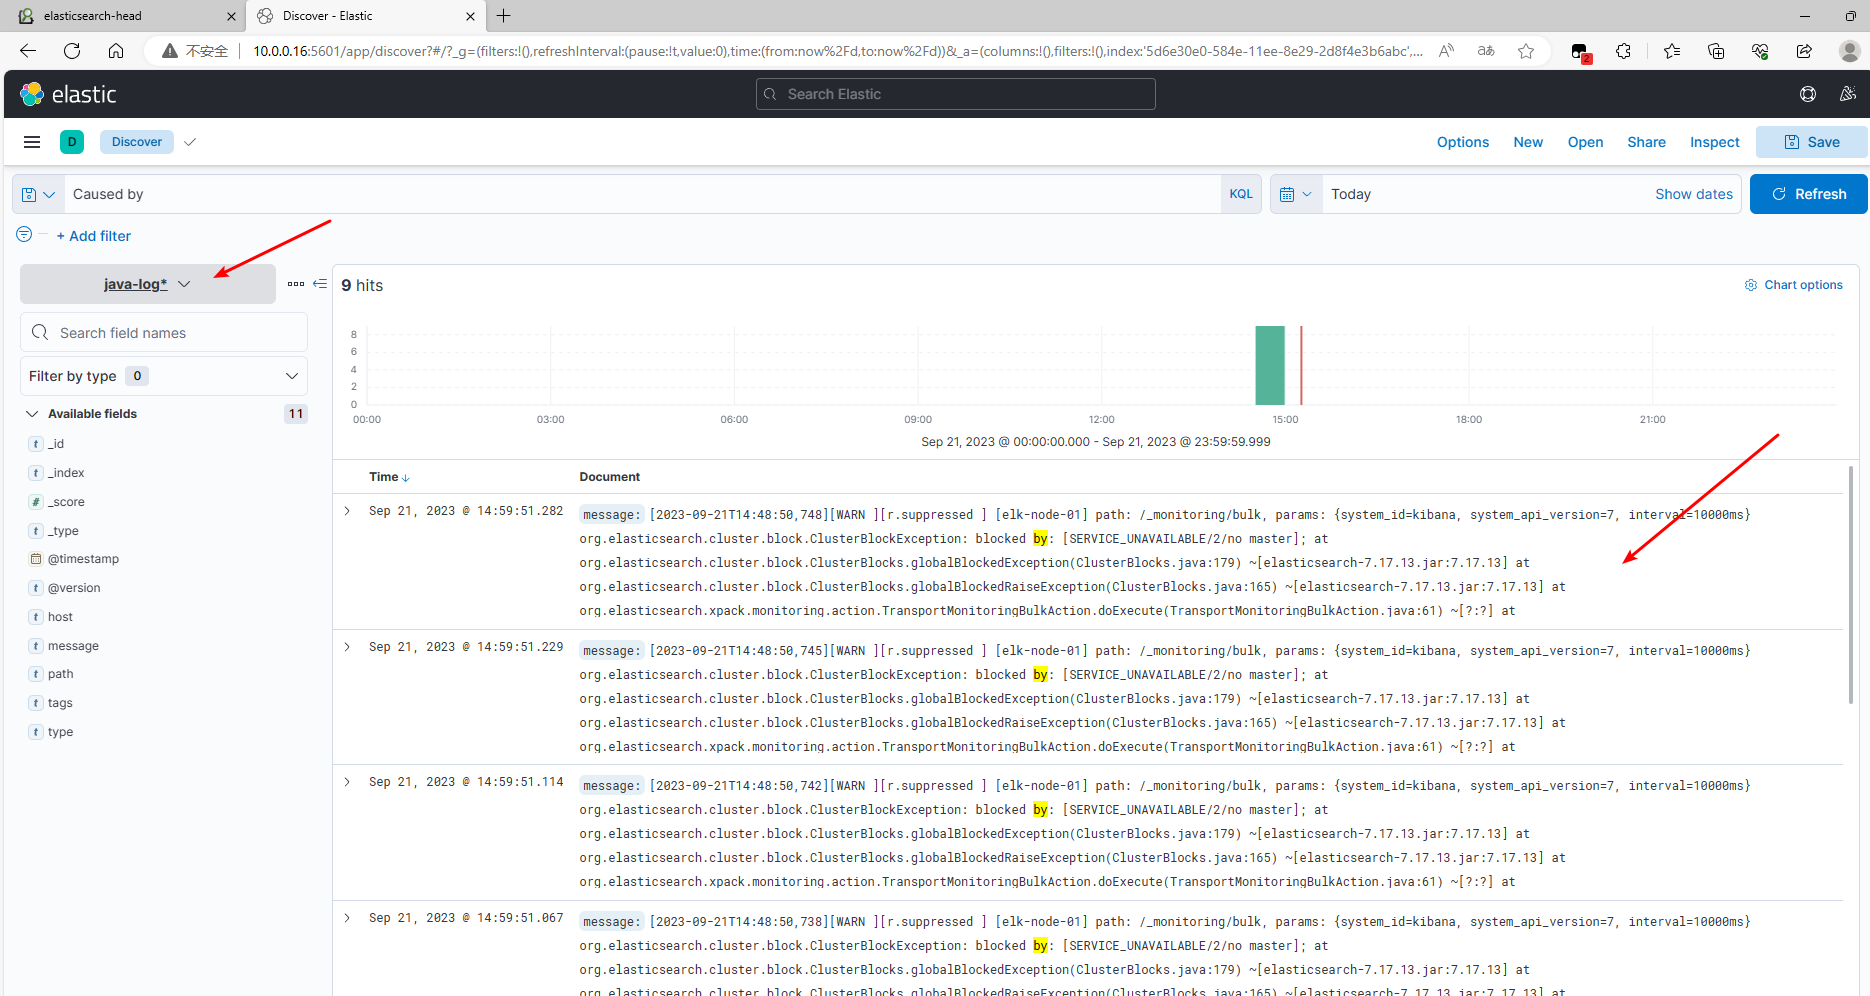 elasticsearch-head
Discover - Elastic
不安全
10.0.0.16:5601/app/discover?#/?_g=(filters:!(),refreshInterval:(pause:!t,value:0),time:(from:now%2Fd,to:now%2Fd))&_a=(columns:!(),filters:!(),index:'5d6e30e0-584e-11ee-8e29-2d8f4e3b6abc',...
2
elastic
Search Elastic
D
Discover
Options
New
Open
Share
Inspect
Save
Caused by
KQL
Today
Show dates
Refresh
+ Add filter
java-log*
9 hits
Chart options
Search field names
Filter by type 0
Available fields 11
t _id
t _index
# _score
t _type
@timestamp
t @version
t host
t message
t path
t tags
t type
8
6
4
2
0
00:00 03:00 06:00 09:00 12:00 15:00 18:00 21:00
Sep 21, 2023 @ 00:00:00.000 - Sep 21, 2023 @ 23:59:59.999
Time Document
Sep 21, 2023 @ 14:59:51.282 message: [2023-09-21T14:48:50,748][WARN ][r.suppressed ] [elk-node-01] path: /_monitoring/bulk, params: {system_id=kibana, system_api_version=7, interval=10000ms}
org.elasticsearch.cluster.block.ClusterBlockException: blocked by: [SERVICE_UNAVAILABLE/2/no master]; at
org.elasticsearch.cluster.block.ClusterBlocks.globalBlockedException(ClusterBlocks.java:179) ~[elasticsearch-7.17.13.jar:7.17.13] at
org.elasticsearch.cluster.block.ClusterBlocks.globalBlockedRaiseException(ClusterBlocks.java:165) ~[elasticsearch-7.17.13.jar:7.17.13] at
org.elasticsearch.xpack.monitoring.action.TransportMonitoringBulkAction.doExecute(TransportMonitoringBulkAction.java:61) ~[?:?] at
Sep 21, 2023 @ 14:59:51.229 message: [2023-09-21T14:48:50,745][WARN ][r.suppressed ] [elk-node-01] path: /_monitoring/bulk, params: {system_id=kibana, system_api_version=7, interval=10000ms}
org.elasticsearch.cluster.block.ClusterBlockException: blocked by: [SERVICE_UNAVAILABLE/2/no master]; at
org.elasticsearch.cluster.block.ClusterBlocks.globalBlockedException(ClusterBlocks.java:179) ~[elasticsearch-7.17.13.jar:7.17.13] at
org.elasticsearch.cluster.block.ClusterBlocks.globalBlockedRaiseException(ClusterBlocks.java:165) ~[elasticsearch-7.17.13.jar:7.17.13] at
org.elasticsearch.xpack.monitoring.action.TransportMonitoringBulkAction.doExecute(TransportMonitoringBulkAction.java:61) ~[?:?] at
Sep 21, 2023 @ 14:59:51.114 message: [2023-09-21T14:48:50,742][WARN ][r.suppressed ] [elk-node-01] path: /_monitoring/bulk, params: {system_id=kibana, system_api_version=7, interval=10000ms}
org.elasticsearch.cluster.block.ClusterBlockException: blocked by: [SERVICE_UNAVAILABLE/2/no master]; at
org.elasticsearch.cluster.block.ClusterBlocks.globalBlockedException(ClusterBlocks.java:179) ~[elasticsearch-7.17.13.jar:7.17.13] at
org.elasticsearch.cluster.block.ClusterBlocks.globalBlockedRaiseException(ClusterBlocks.java:165) ~[elasticsearch-7.17.13.jar:7.17.13] at
org.elasticsearch.xpack.monitoring.action.TransportMonitoringBulkAction.doExecute(TransportMonitoringBulkAction.java:61) ~[?:?] at
Sep 21, 2023 @ 14:59:51.067 message: [2023-09-21T14:48:50,738][WARN ][r.suppressed ] [elk-node-01] path: /_monitoring/bulk, params: {system_id=kibana, system_api_version=7, interval=10000ms}
org.elasticsearch.cluster.block.ClusterBlockException: blocked by: [SERVICE_UNAVAILABLE/2/no master]; at
org.elasticsearch.cluster.block.ClusterBlocks.globalBlockedException(ClusterBlocks.java:179) ~[elasticsearch-7.17.13.jar:7.17.13] at
org.elasticsearch.cluster.block.ClusterBlocks.globalBlockedRaiseException(ClusterBlocks.java:165) ~[elasticsearch-7.17.13.jar:7.17.13] at